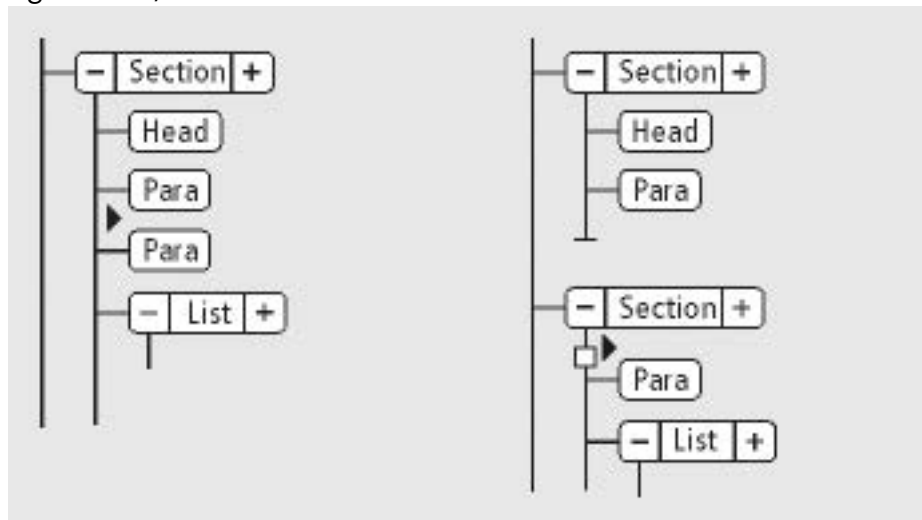 − Section +
Head
Para
Para
− List +
− Section +
Head
Para
− Section +
Para
− List +